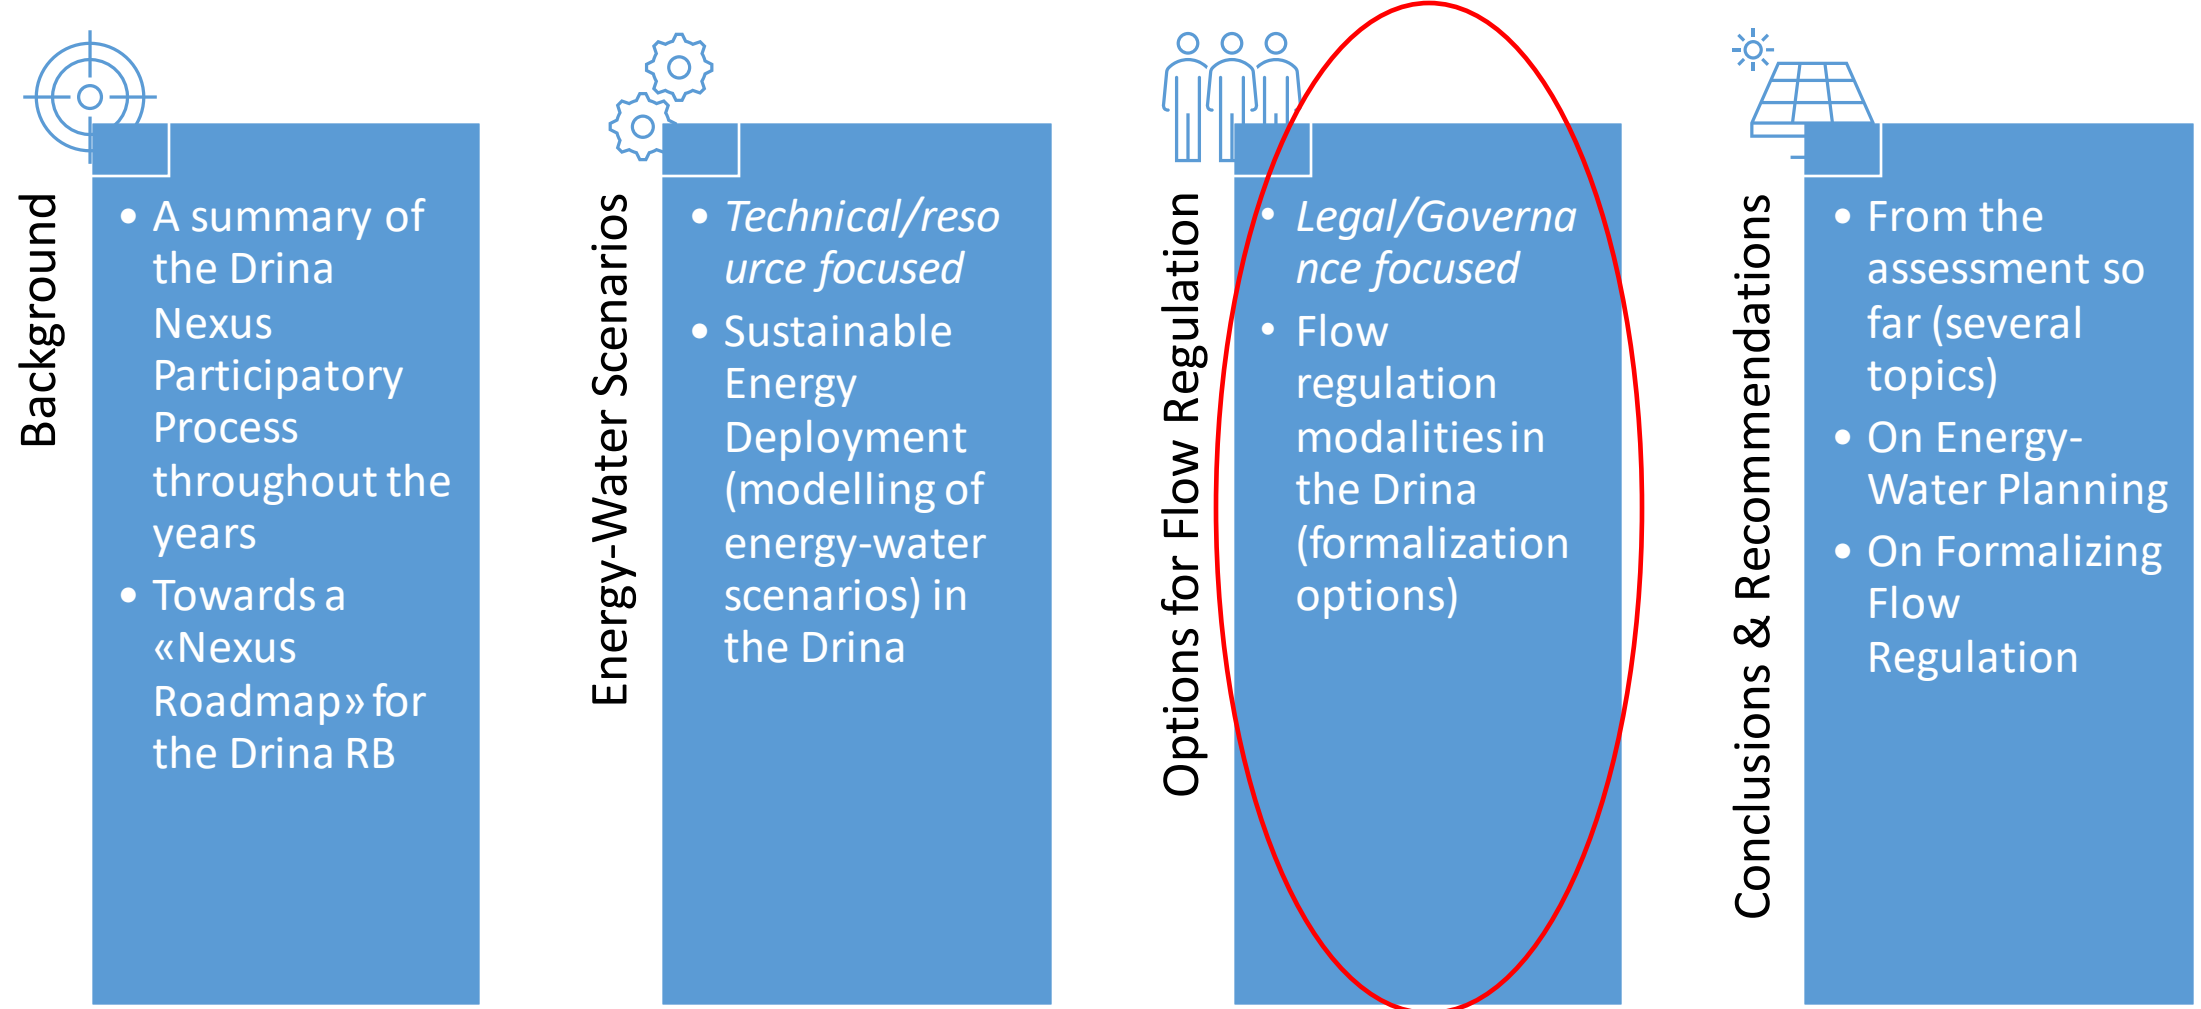 Background
• A summary of
the Drina
Nexus
Participatory
Process
throughout the
years
• Towards a
«Nexus
Roadmap» for
the Drina RB
Energy-Water Scenarios
• Technical/reso
urce focused
• Sustainable
Energy
Deployment
(modelling of
energy-water
scenarios) in
the Drina
Options for Flow Regulation
• Legal/Governa
nce focused
• Flow
regulation
modalities in
the Drina
(formalization
options)
Conclusions & Recommendations
• From the
assessment so
far (several
topics)
• On Energy-
Water Planning
• On Formalizing
Flow
Regulation